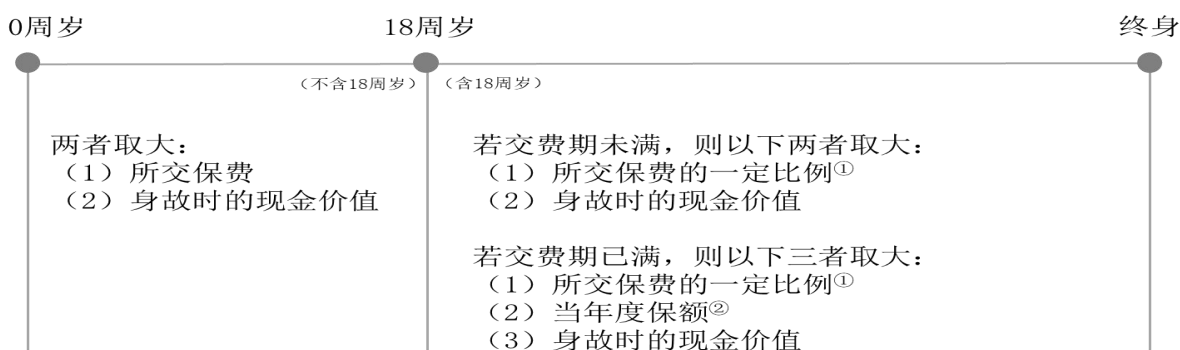 0周岁
18周岁
终身
（不含18周岁）
（含18周岁）
两者取大：
（1）所交保费
（2）身故时的现金价值
若交费期未满，则以下两者取大：
（1）所交保费的一定比例①
（2）身故时的现金价值
若交费期已满，则以下三者取大：
（1）所交保费的一定比例①
（2）当年度保额②
（3）身故时的现金价值